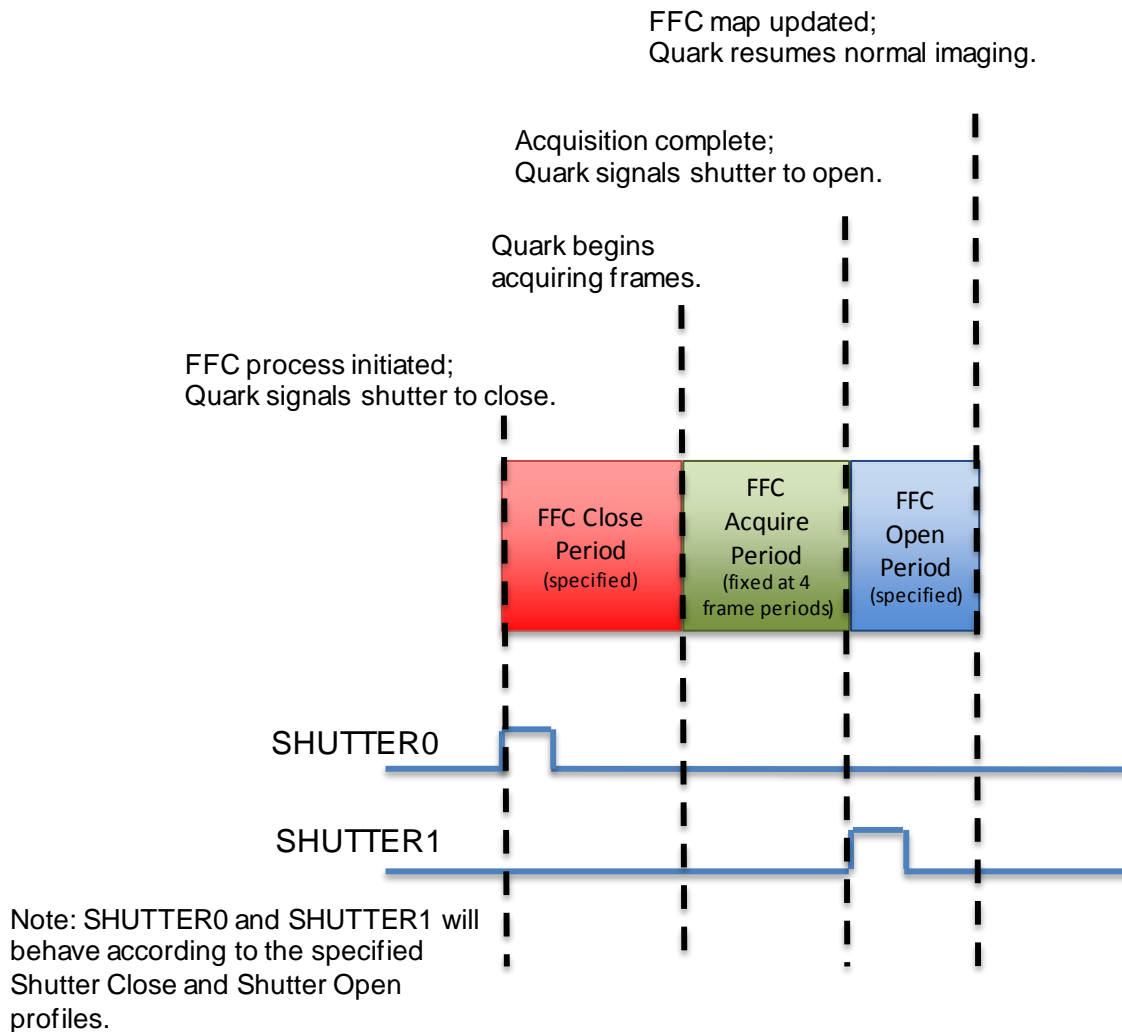 FFC map updated;
Quark resumes normal imaging.
Acquisition complete;
Quark signals shutter to open.
Quark begins
acquiring frames.
FFC process initiated;
Quark signals shutter to close.
FFC Close
Period
(specified)
FFC
Acquire
Period
(fixed at 4
frame periods)
FFC
Open
Period
(specified)
SHUTTER0
SHUTTER1
Note: SHUTTER0 and SHUTTER1 will
behave according to the specified
Shutter Close and Shutter Open
profiles.